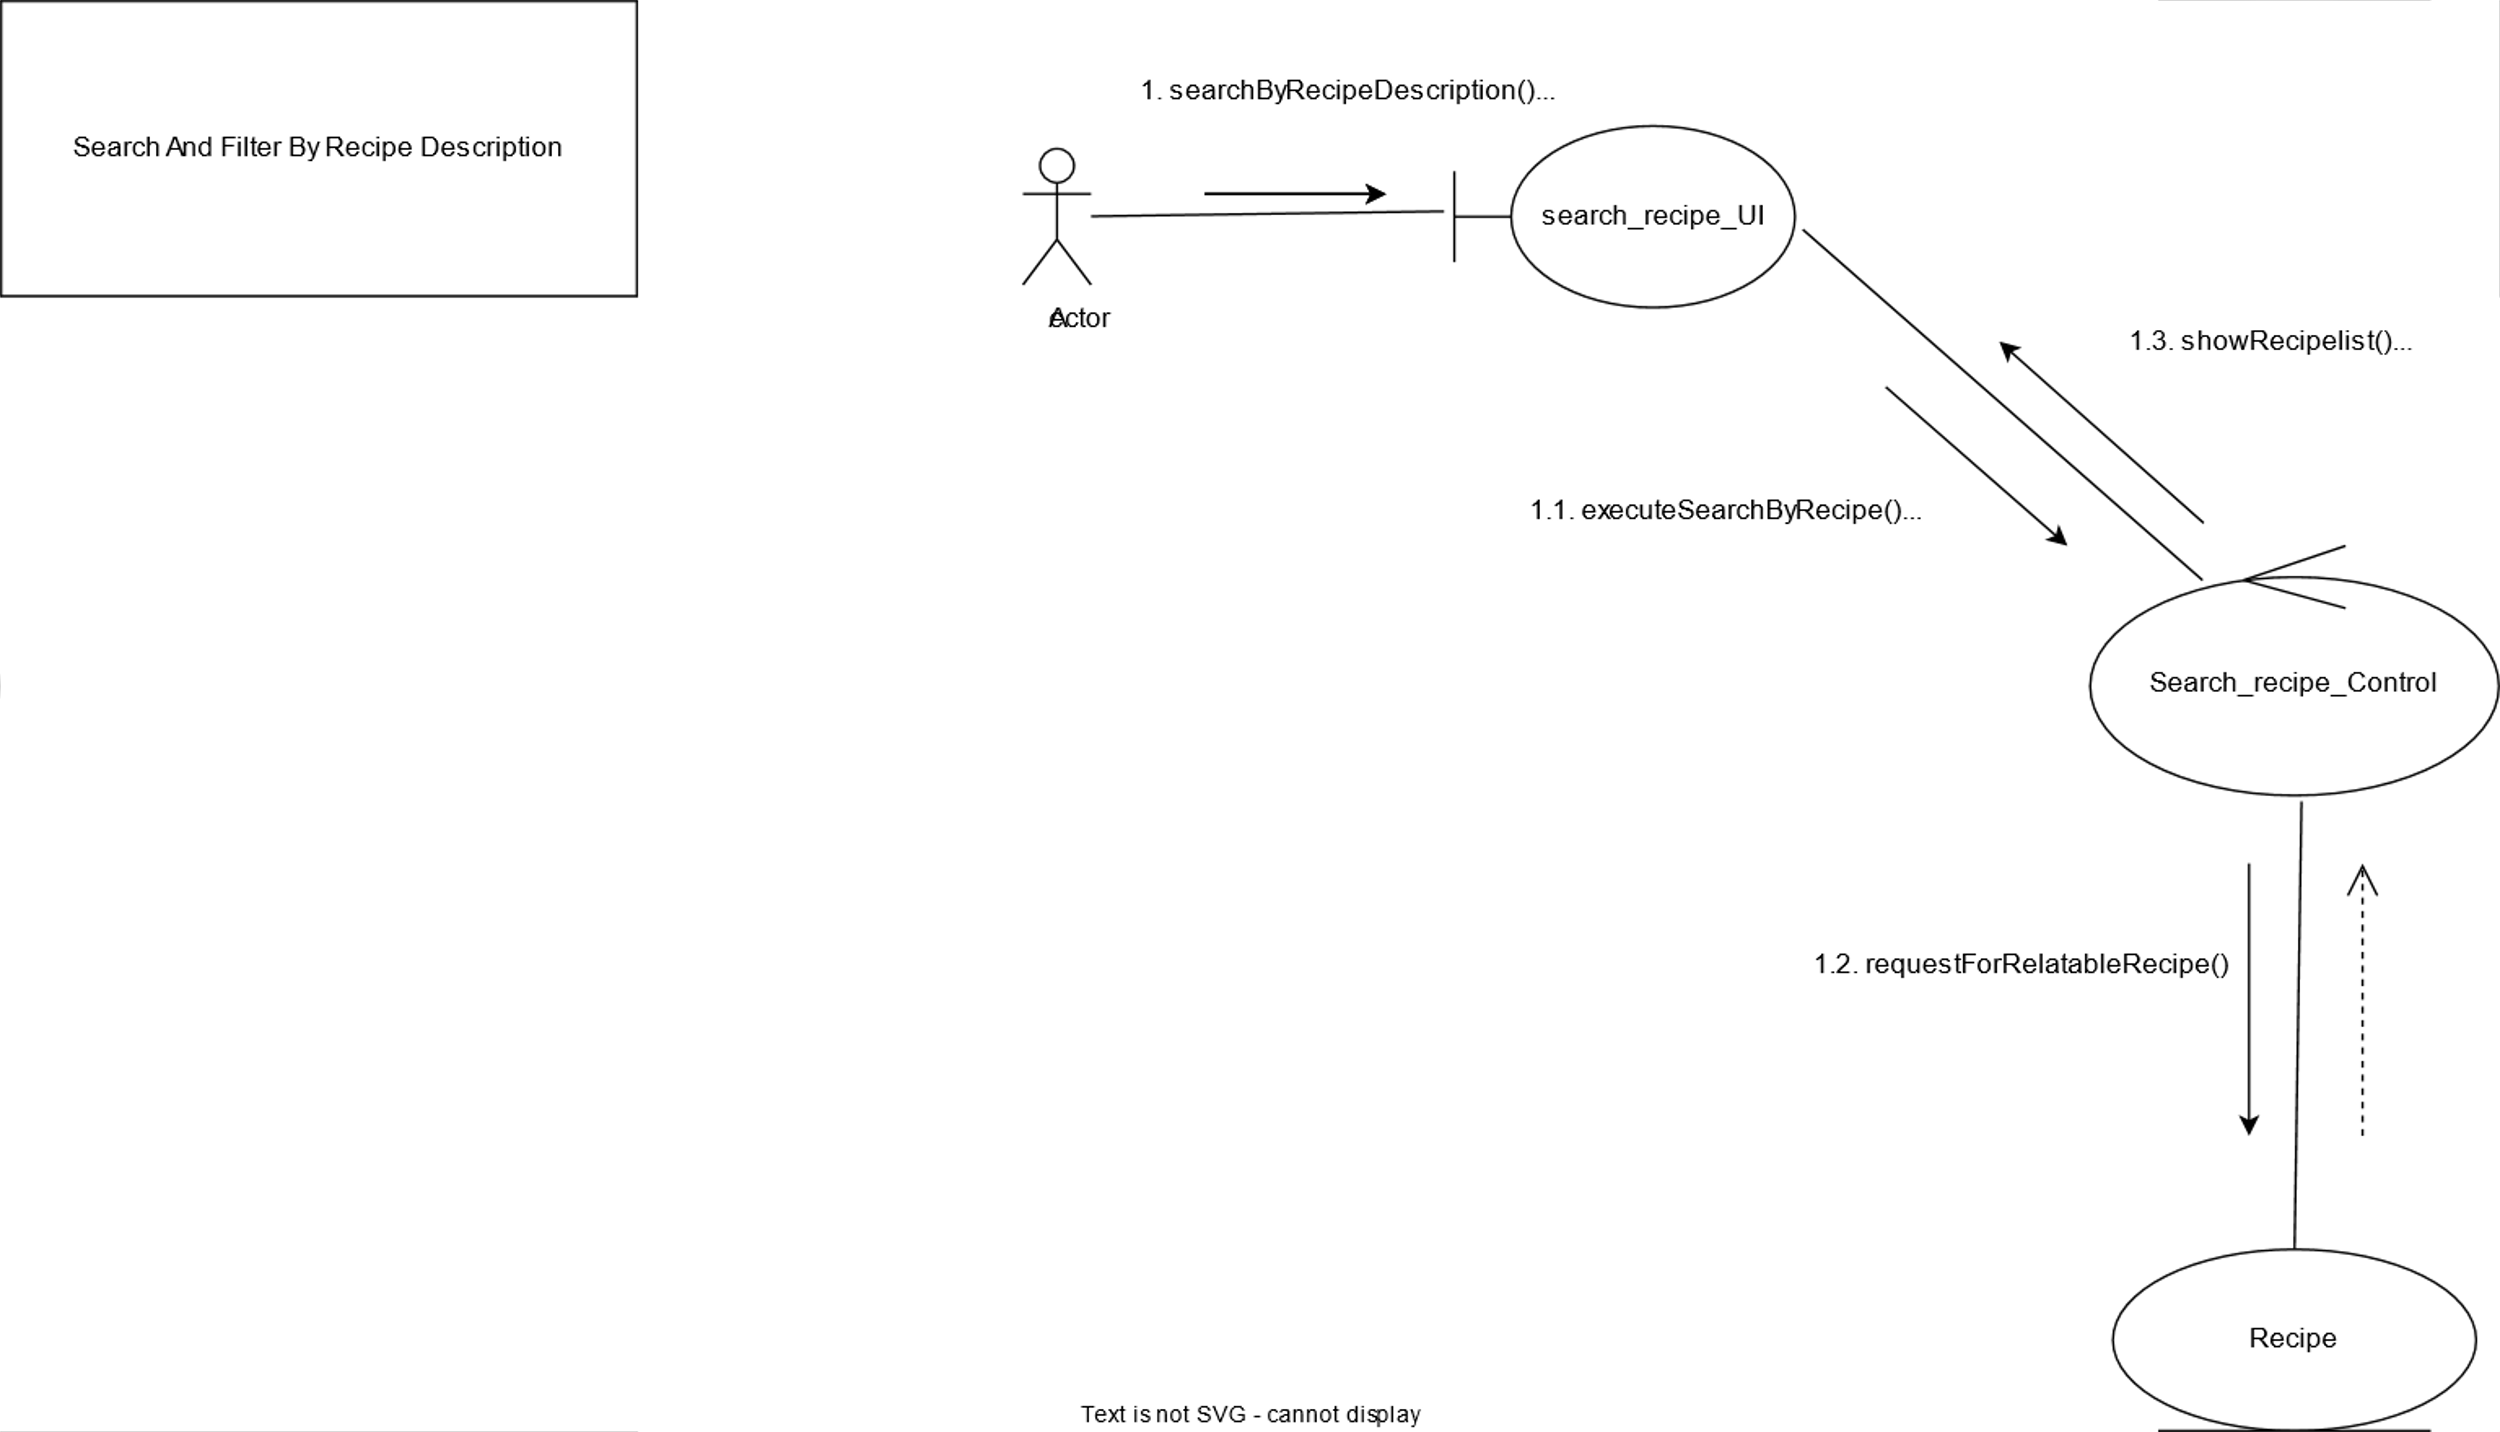 1. searchByRecipeDescription()...
Search And Filter By Recipe Description
search_recipe_UI
Actor
1.3. showRecipelist()...
1.1. executeSearchByRecipe()...
Search_recipe_Control
1.2. requestForRelatableRecipe()
Recipe
Text is not SVG - cannot display